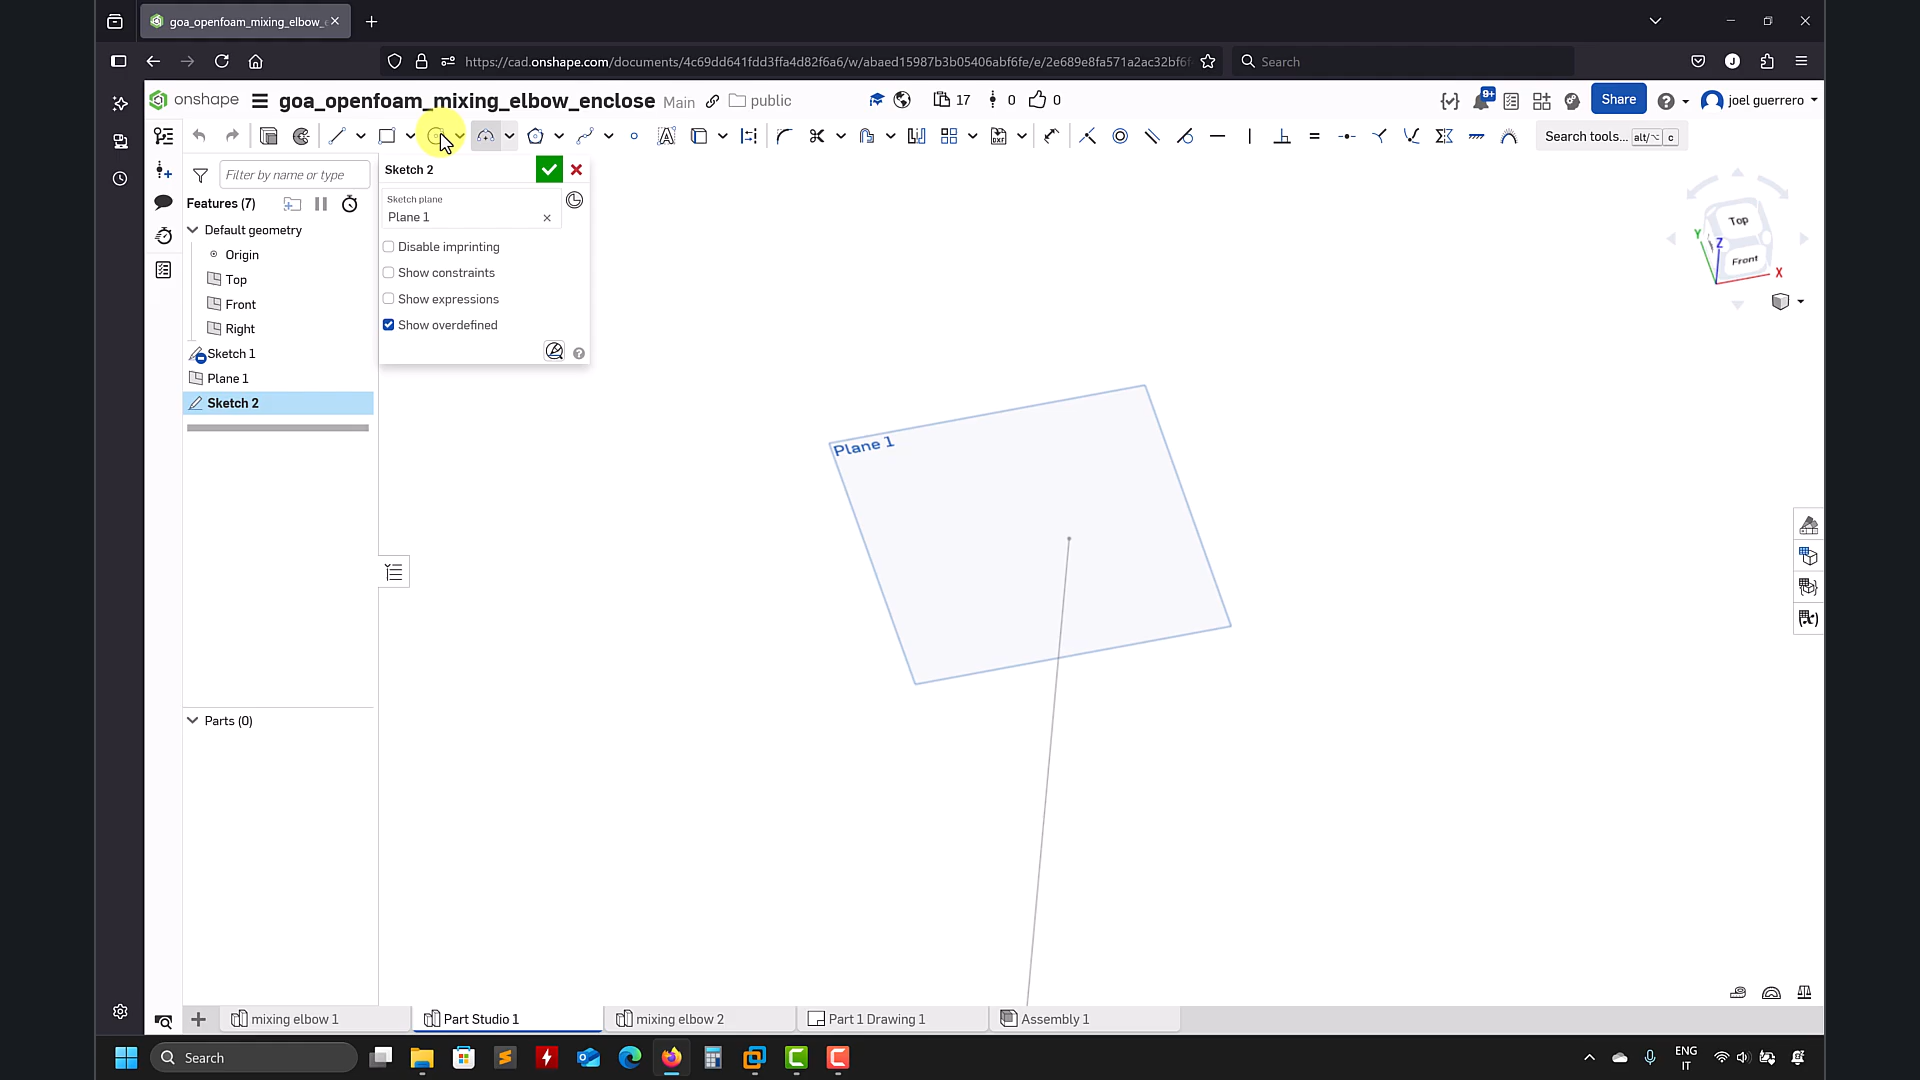 goa_openfoam_mixing_elbow_
https://cad.onshape.com/documents/4c69dd641fdd3ffa4d82f6a6/w/abaed15987b3b05406abf6fe/e/2e689e8fa571a2ac32bf6f
Search
onshape
goa_openfoam_mixing_elbow_enclose
Main
public
17
0
0
9+
Share
joel guerrero
Search tools...
alt/⌥
c
Filter by name or type
Features (7)
Default geometry
Origin
Top
Front
Right
Sketch 1
Plane 1
Sketch 2
Parts (0)
Sketch 2
Sketch plane
Plane 1
Disable imprinting
Show constraints
Show expressions
Show overdefined
Plane 1
Top
Front
Y
Z
X
mixing elbow 1
Part Studio 1
mixing elbow 2
Part 1 Drawing 1
Assembly 1
Search
ENG
IT